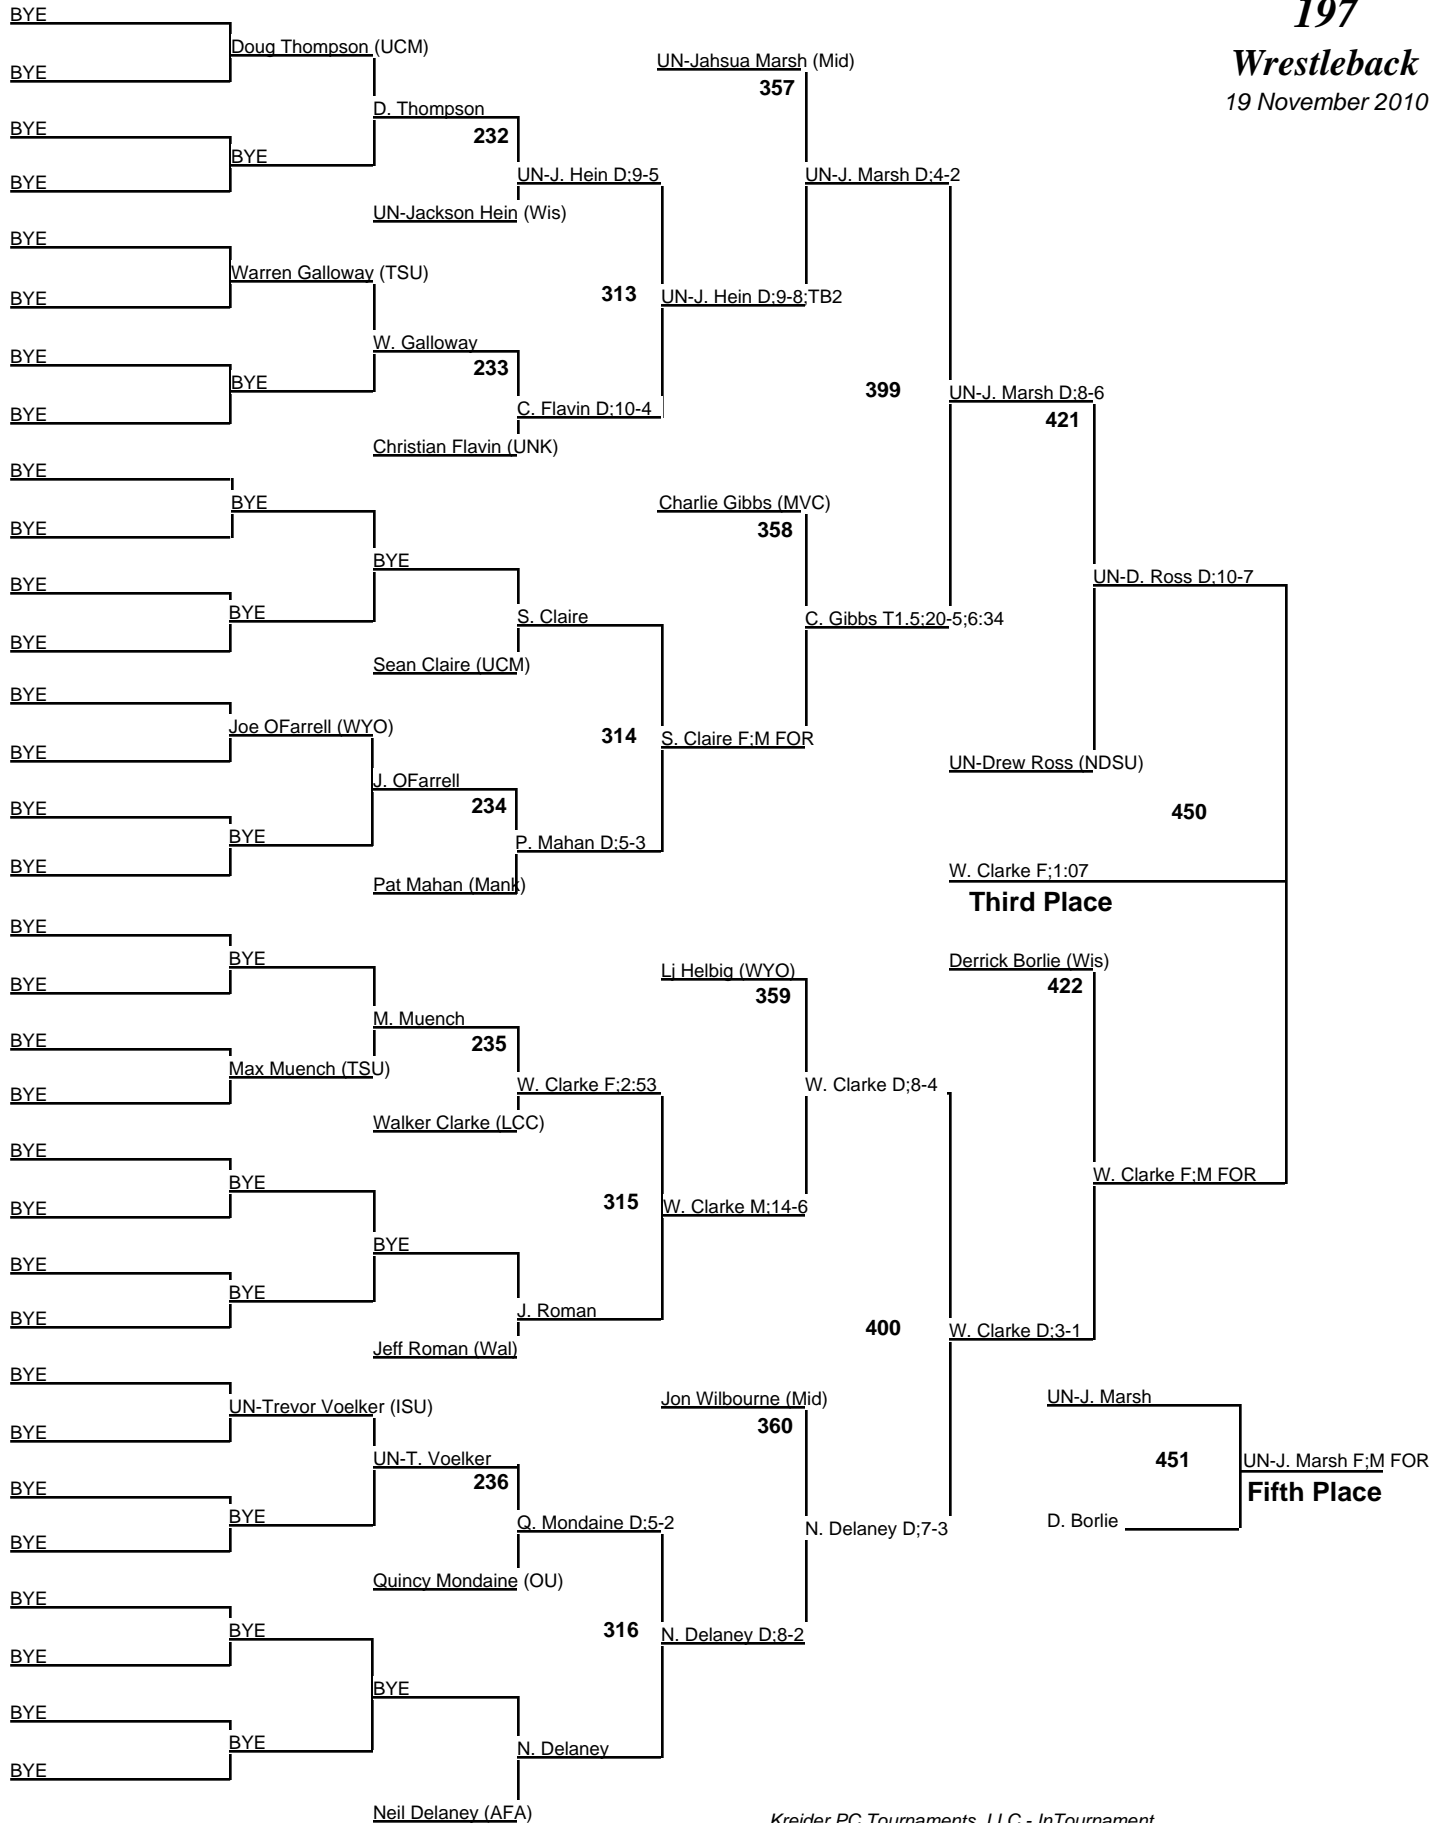 197
Wrestleback
19 November 2010
BYE
Doug Thompson (UCM)
BYE
D. Thompson
232
BYE
BYE
BYE
UN-J. Hein D;9-5
UN-Jackson Hein (Wis)
BYE
Warren Galloway (TSU)
BYE
313
UN-J. Hein D;9-8;TB2
W. Galloway
233
BYE
BYE
BYE
C. Flavin D;10-4
Christian Flavin (UNK)
UN-Jahsua Marsh (Mid)
357
UN-J. Marsh D;4-2
399
UN-J. Marsh D;8-6
421
BYE
BYE
BYE
BYE
BYE
BYE
BYE
S. Claire
Sean Claire (UCM)
Charlie Gibbs (MVC)
358
C. Gibbs T1.5;20-5;6:34
UN-D. Ross D;10-7
BYE
Joe OFarrell (WYO)
BYE
314
S. Claire F;M FOR
J. OFarrell
234
BYE
BYE
BYE
P. Mahan D;5-3
Pat Mahan (Mank)
UN-Drew Ross (NDSU)
450
W. Clarke F;1:07
Third Place
BYE
BYE
BYE
M. Muench
235
BYE
Max Muench (TSU)
BYE
W. Clarke F;2:53
Walker Clarke (LCC)
Lj Helbig (WYO)
359
W. Clarke D;8-4
Derrick Borlie (Wis)
422
BYE
BYE
BYE
315
W. Clarke M;14-6
W. Clarke F;M FOR
BYE
BYE
BYE
BYE
J. Roman
Jeff Roman (Wal)
400
W. Clarke D;3-1
BYE
UN-Trevor Voelker (ISU)
BYE
UN-T. Voelker
236
BYE
BYE
BYE
Q. Mondaine D;5-2
Quincy Mondaine (OU)
Jon Wilbourne (Mid)
360
N. Delaney D;7-3
UN-J. Marsh
451
UN-J. Marsh F;M FOR
Fifth Place
D. Borlie
BYE
BYE
BYE
316
N. Delaney D;8-2
BYE
BYE
BYE
BYE
N. Delaney
Neil Delaney (AFA)
Kreider PC Tournaments, LLC - InTournament